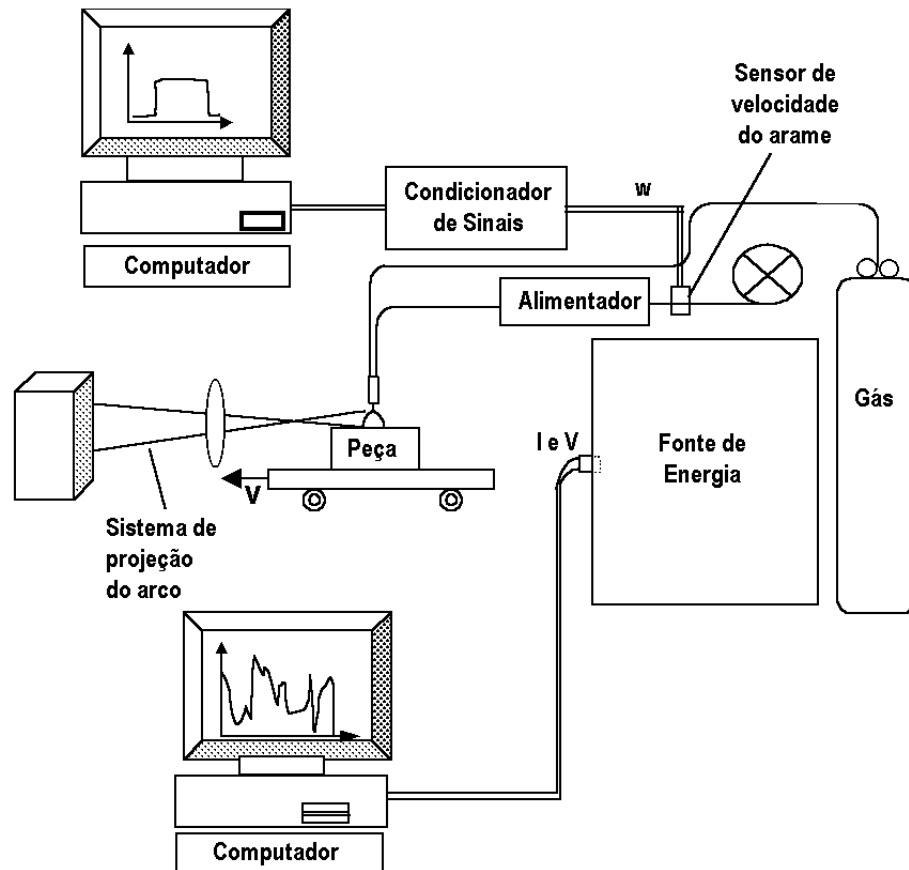 Sensor de
velocidade
do arame
Condicionador
de Sinais
w
Computador
Alimentador
Gás
Peça
I e V
Fonte de
Energia
V
Sistema de
projeção
do arco
Computador